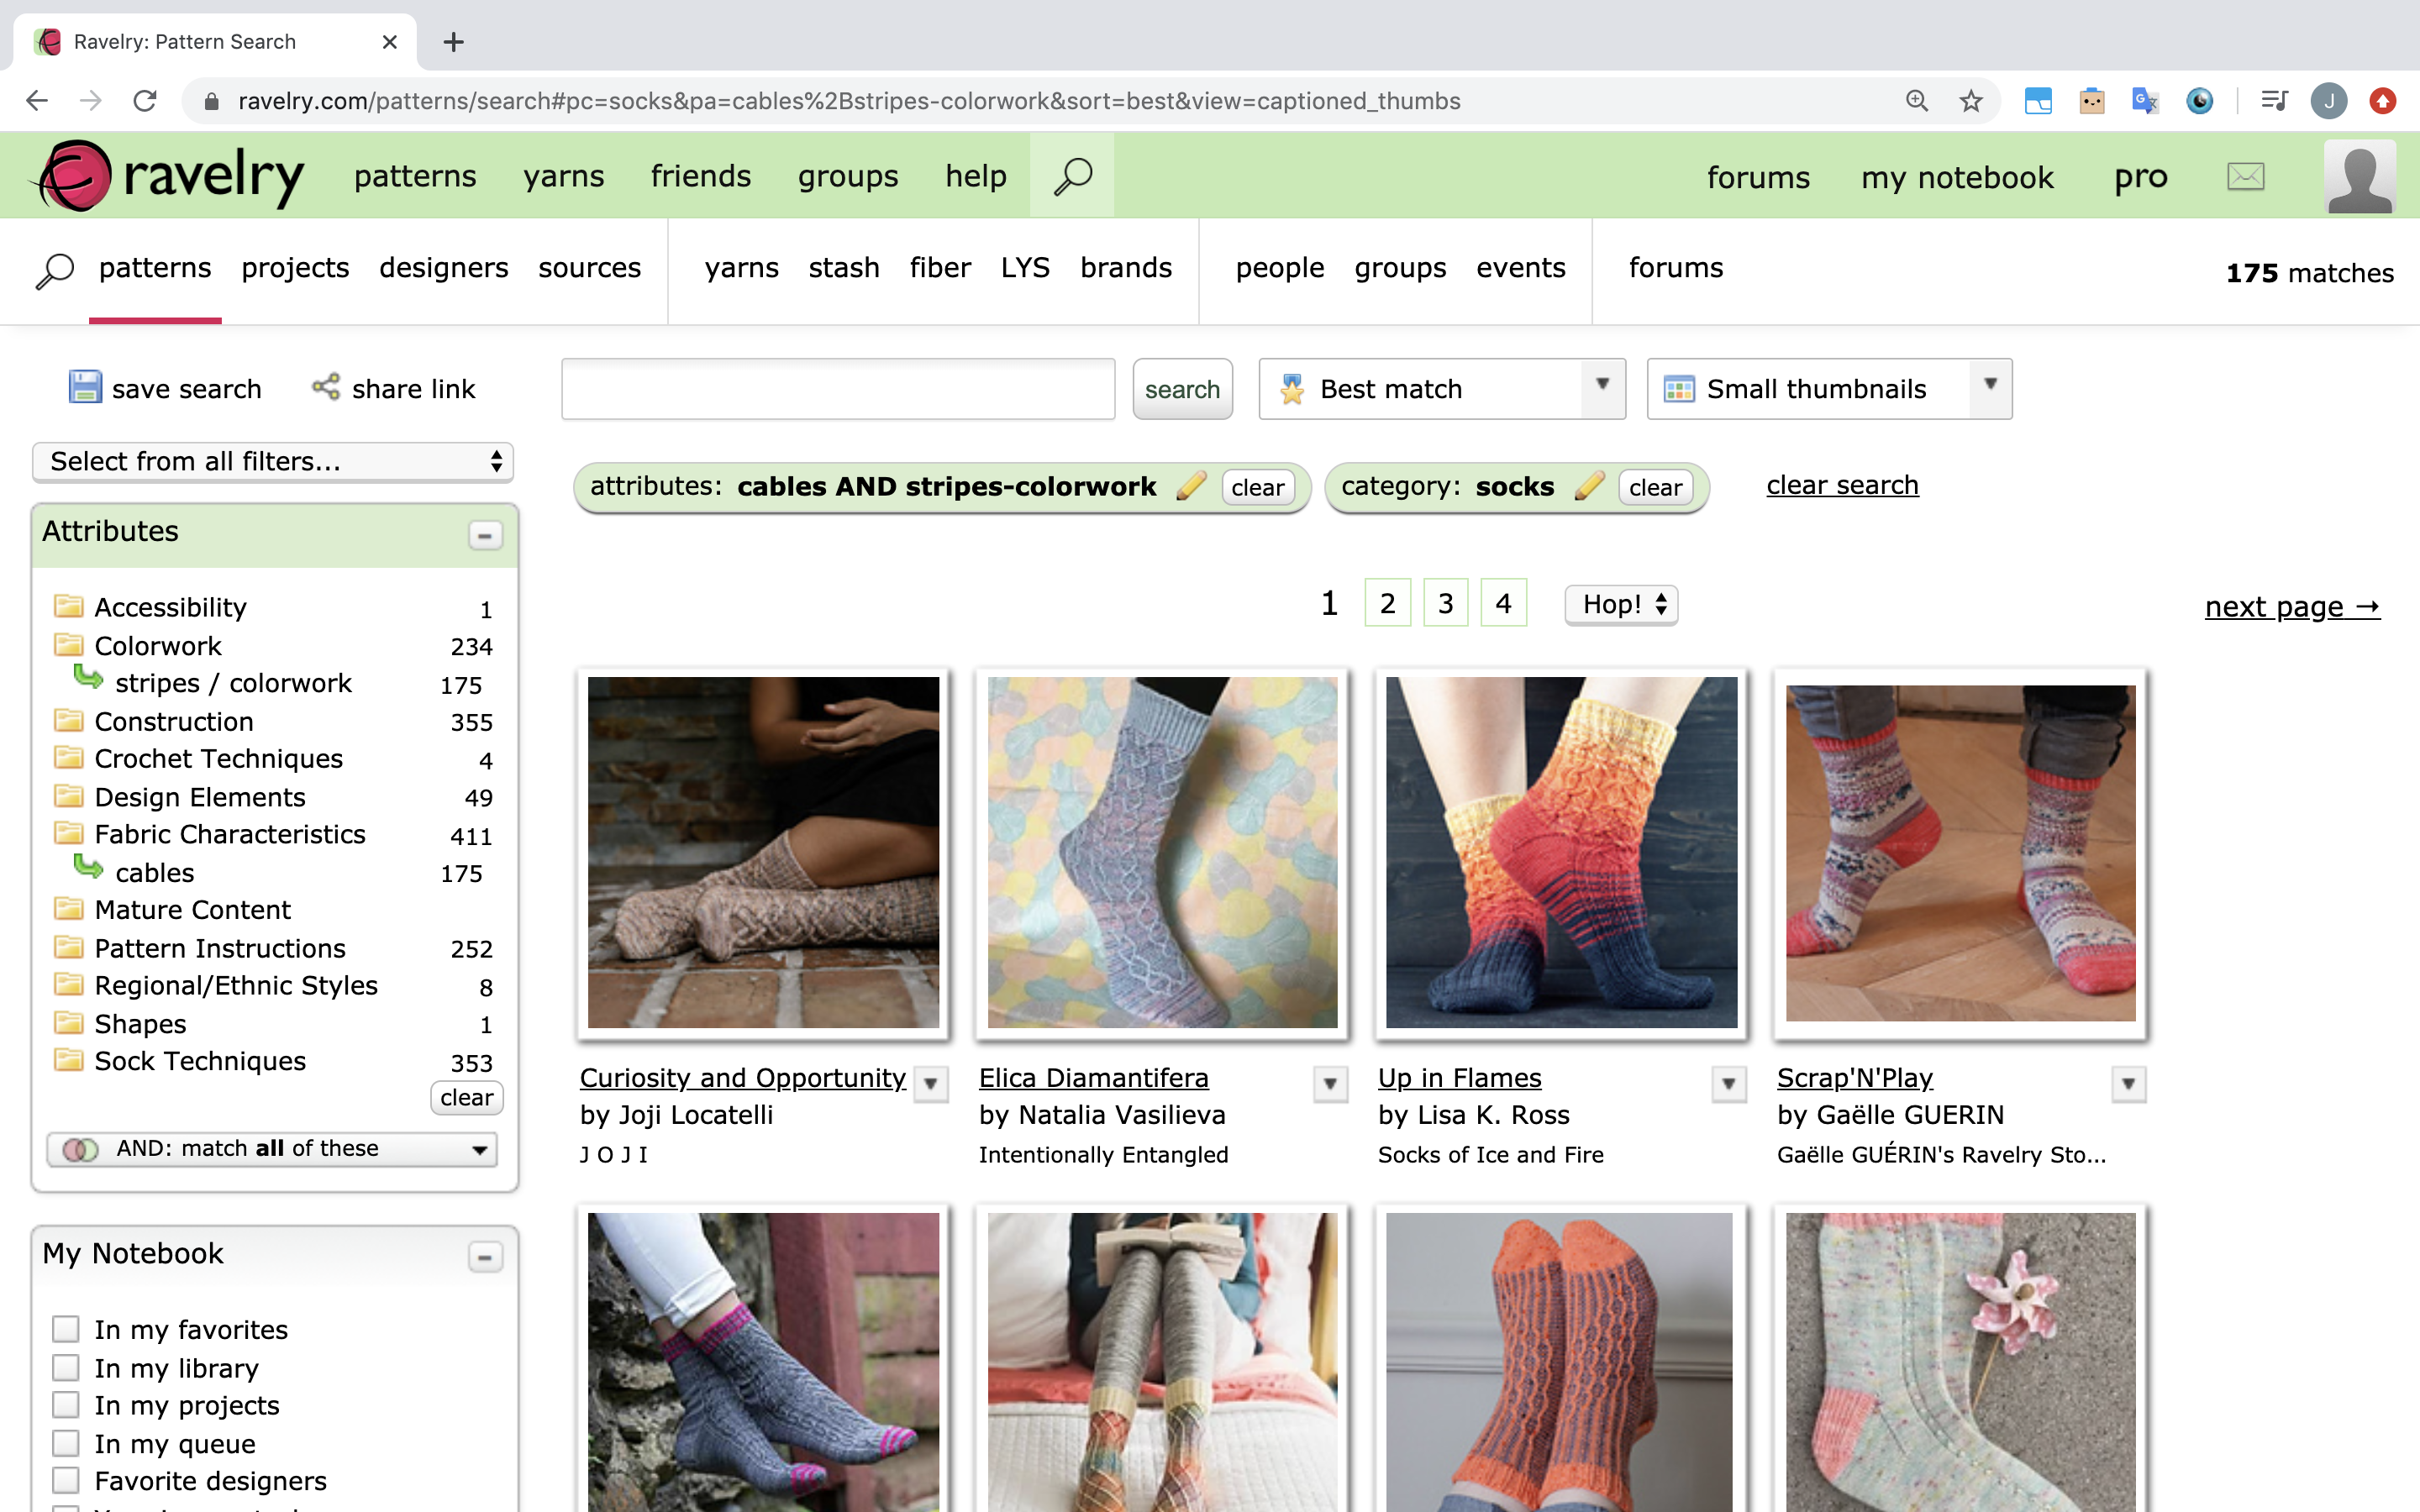 Ravelry: Pattern Search
ravelry.com/patterns/search#pc=socks&pa=cables%2Bstripes-colorwork&sort=best&view=captioned_thumbs
J
ravelry patterns yarns friends groups help forums my notebook pro
patterns projects designers sources yarns stash fiber LYS brands people groups events forums 175 matches
save search share link search Best match Small thumbnails
Select from all filters...
attributes: cables AND stripes-colorwork clear category: socks clear clear search
Attributes
1 2 3 4 Hop! next page →
Accessibility 1
Colorwork 234
stripes / colorwork 175
Construction 355
Crochet Techniques 4
Design Elements 49
Fabric Characteristics 411
cables 175
Mature Content
Pattern Instructions 252
Regional/Ethnic Styles 8
Shapes 1
Sock Techniques 353
clear
AND: match all of these
Curiosity and Opportunity
by Joji Locatelli
J O J I
Elica Diamantifera
by Natalia Vasilieva
Intentionally Entangled
Up in Flames
by Lisa K. Ross
Socks of Ice and Fire
Scrap'N'Play
by Gaëlle GUERIN
Gaëlle GUÉRIN's Ravelry Sto...
My Notebook
In my favorites
In my library
In my projects
In my queue
Favorite designers